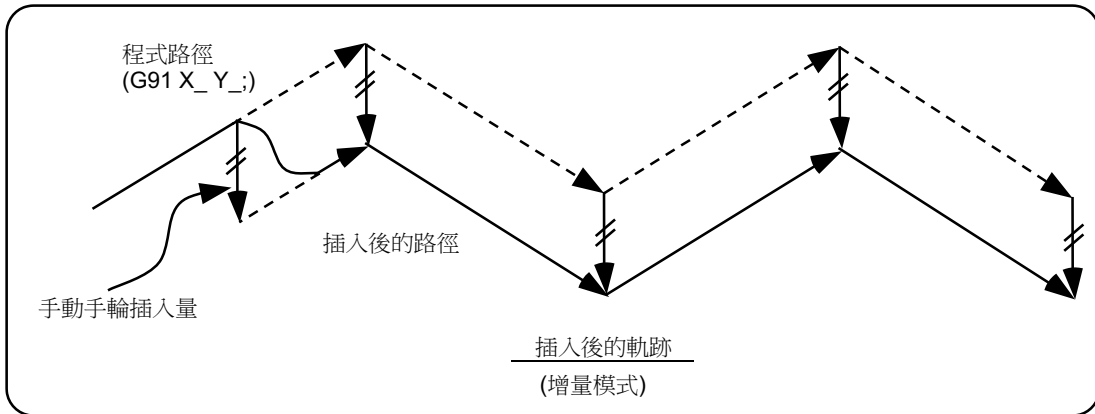 程式路徑
(G91 X_ Y_;)
插入後的路徑
手動手輪插入量
插入後的軌跡
(增量模式)